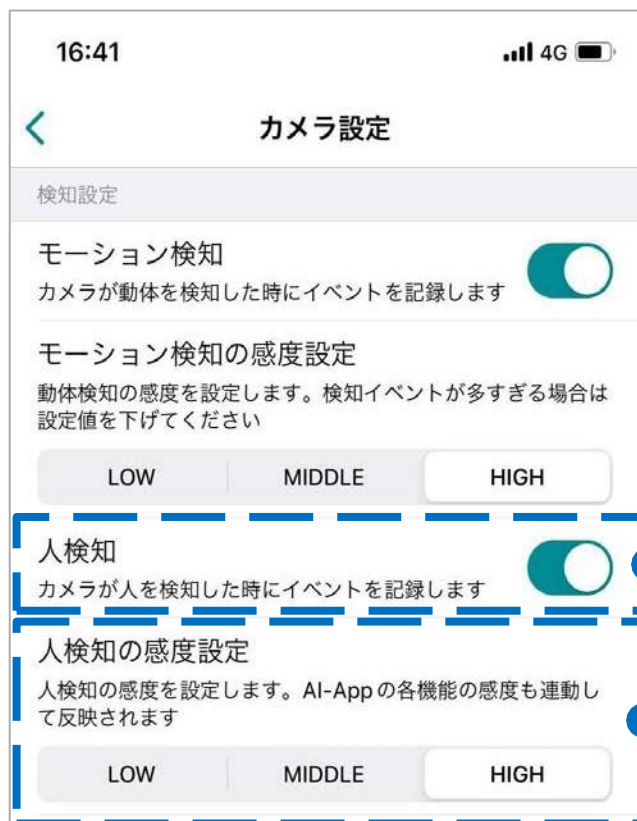 16:41
4G
カメラ設定
検知設定
モーション検知
カメラが動体を検知した時にイベントを記録します
モーション検知の感度設定
動体検知の感度を設定します。検知イベントが多すぎる場合は
設定値を下げてください
LOW MIDDLE HIGH
人検知
カメラが人を検知した時にイベントを記録します
人検知の感度設定
人検知の感度を設定します。AI-Appの各機能の感度も連動し
て反映されます
LOW MIDDLE HIGH